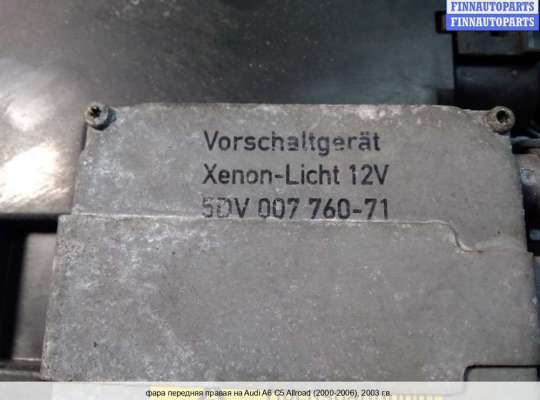 FINNAUTOPARTS
FINNAUTOPARTS
Vorschaltgerät
Xenon-Licht 12V
5DV 007 760-71
фара передняя правая на Audi A6 C5 Allroad (2000-2006), 2003 г.в.